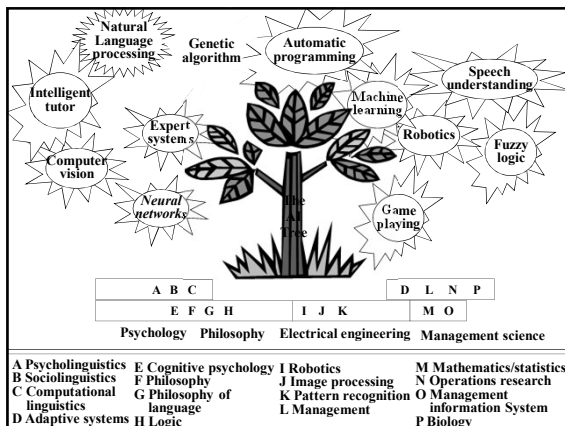 Natural
Language
processing
Genetic
algorithm
Automatic
programming
Speech
understanding
Intelligent
tutor
Machine
learning
Expert
systems
Robotics
Fuzzy
logic
Computer
vision
Neural
networks
The
AI
Tree
Game
playing
A B C
D L N P
E F G H
I J K
M O
Psychology Philosophy Electrical engineering Management science
A Psycholinguistics
B Sociolinguistics
C Computational
linguistics
D Adaptive systems
E Cognitive psychology
F Philosophy
G Philosophy of
language
H Logic
I Robotics
J Image processing
K Pattern recognition
L Management
M Mathematics/statistics
N Operations research
O Management
information System
P Biology